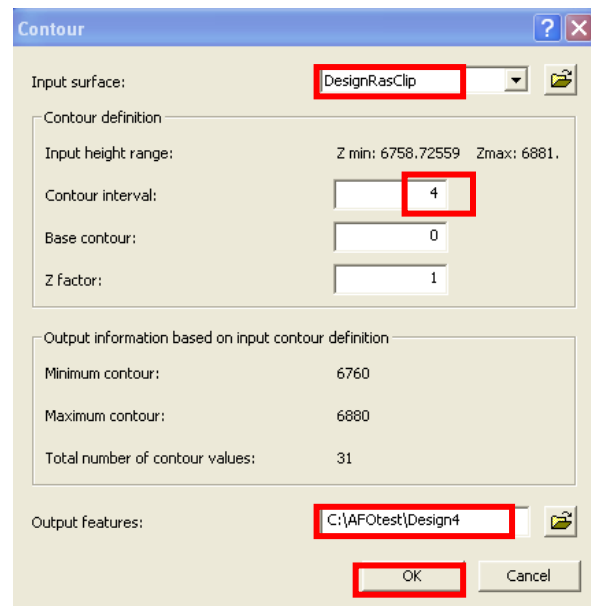 Contour
Input surface: DesignRasClip
Contour definition
Input height range: Z min: 6758.72559 Zmax: 6881.
Contour interval: 4
Base contour: 0
Z factor: 1
Output information based on input contour definition
Minimum contour: 6760
Maximum contour: 6880
Total number of contour values: 31
Output features: C:\AFOtest\Design4
OK Cancel